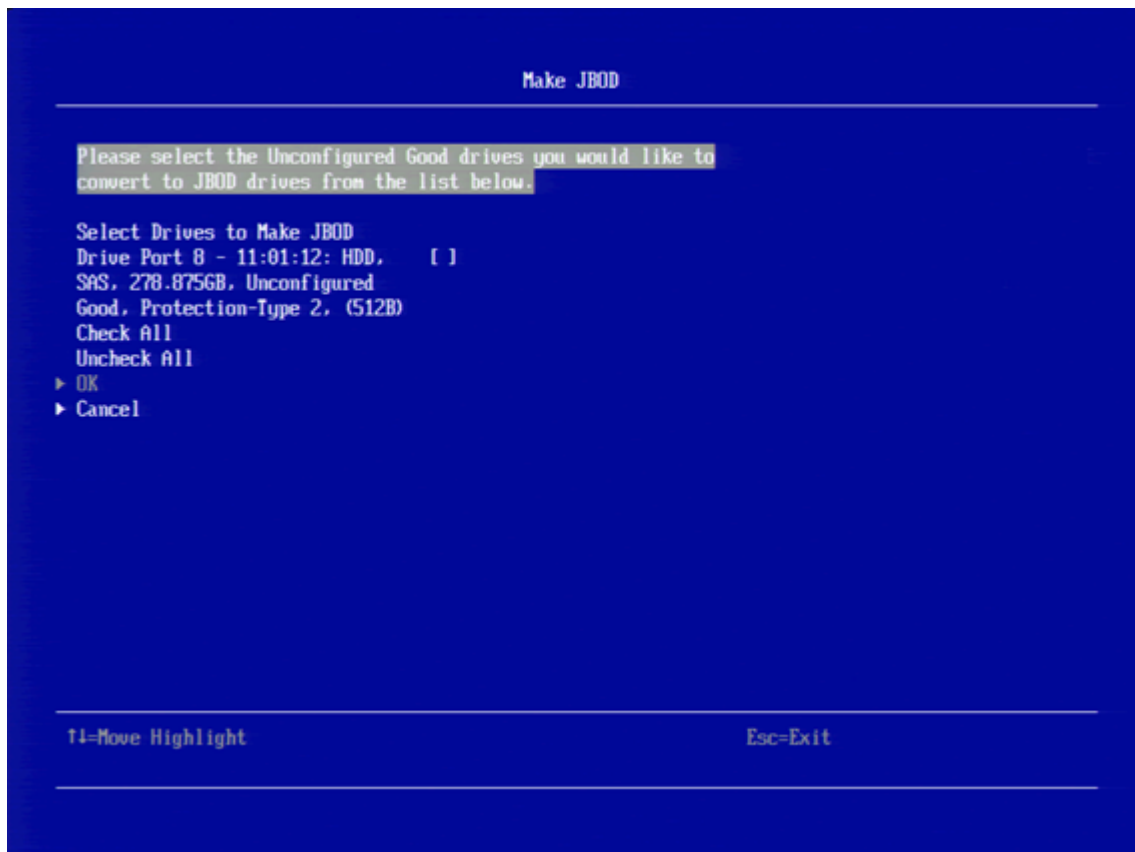 Make JBOD
Please select the Unconfigured Good drives you would like to
convert to JBOD drives from the list below.
Select Drives to Make JBOD
Drive Port 8 - 11:01:12: HDD, [ ]
SAS, 278.875GB, Unconfigured
Good, Protection-Type 2, (512B)
Check All
Uncheck All
▶ OK
▶ Cancel
↑↓=Move Highlight Esc=Exit